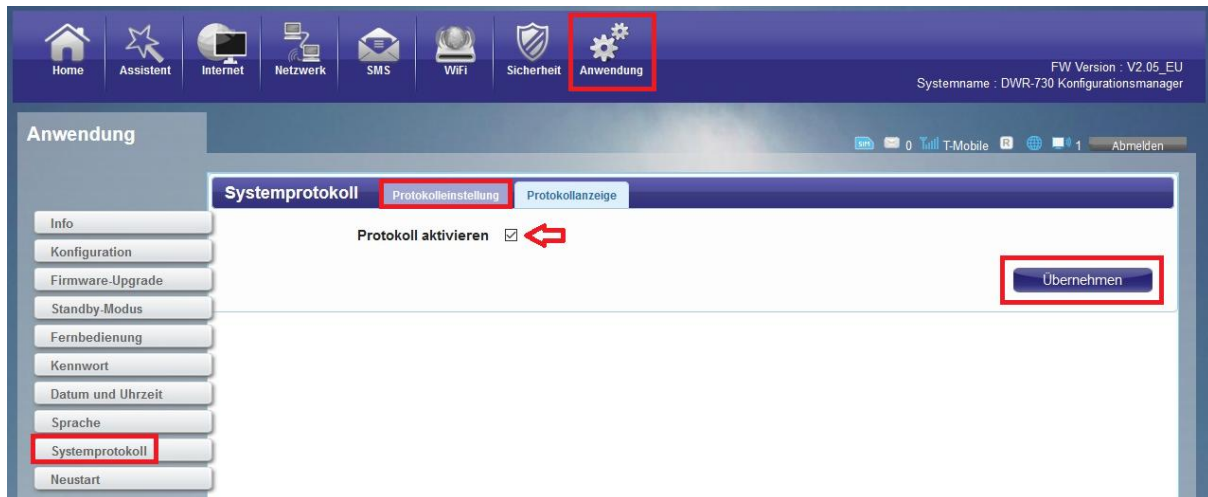 Home Assistent Internet Netzwerk SMS WiFi Sicherheit Anwendung
FW Version : V2.05_EU
Systemname : DWR-730 Konfigurationsmanager
Anwendung
SIM 0 T-Mobile R 1 Abmelden
Systemprotokoll Protokolleinstellung Protokollanzeige
Protokoll aktivieren
Übernehmen
Info
Konfiguration
Firmware-Upgrade
Standby-Modus
Fernbedienung
Kennwort
Datum und Uhrzeit
Sprache
Systemprotokoll
Neustart